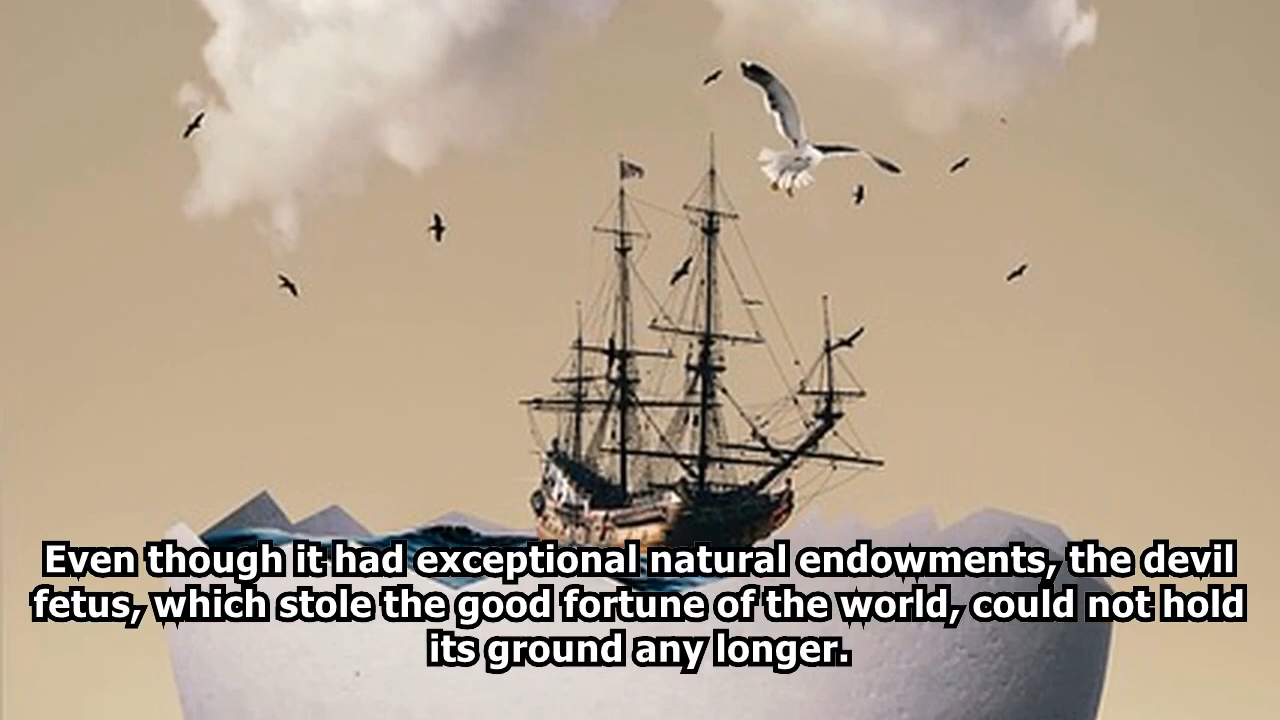 Even though it had exceptional natural endowments, the devil
fetus, which stole the good fortune of the world, could not hold
its ground any longer.